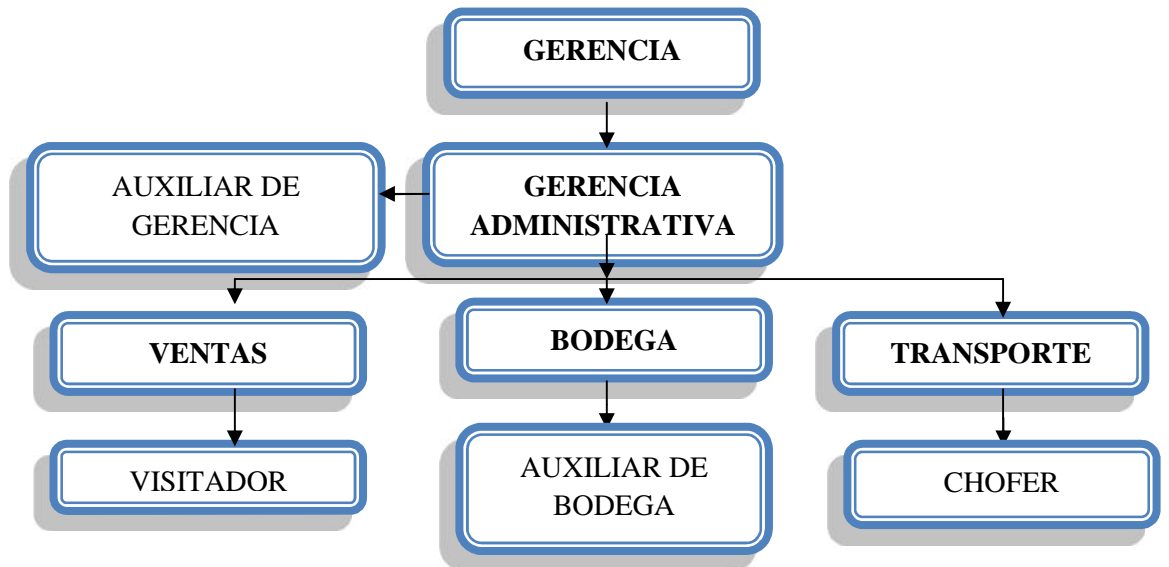 GERENCIA
AUXILIAR DE
GERENCIA
GERENCIA
ADMINISTRATIVA
VENTAS
BODEGA
TRANSPORTE
VISITADOR
AUXILIAR DE
BODEGA
CHOFER